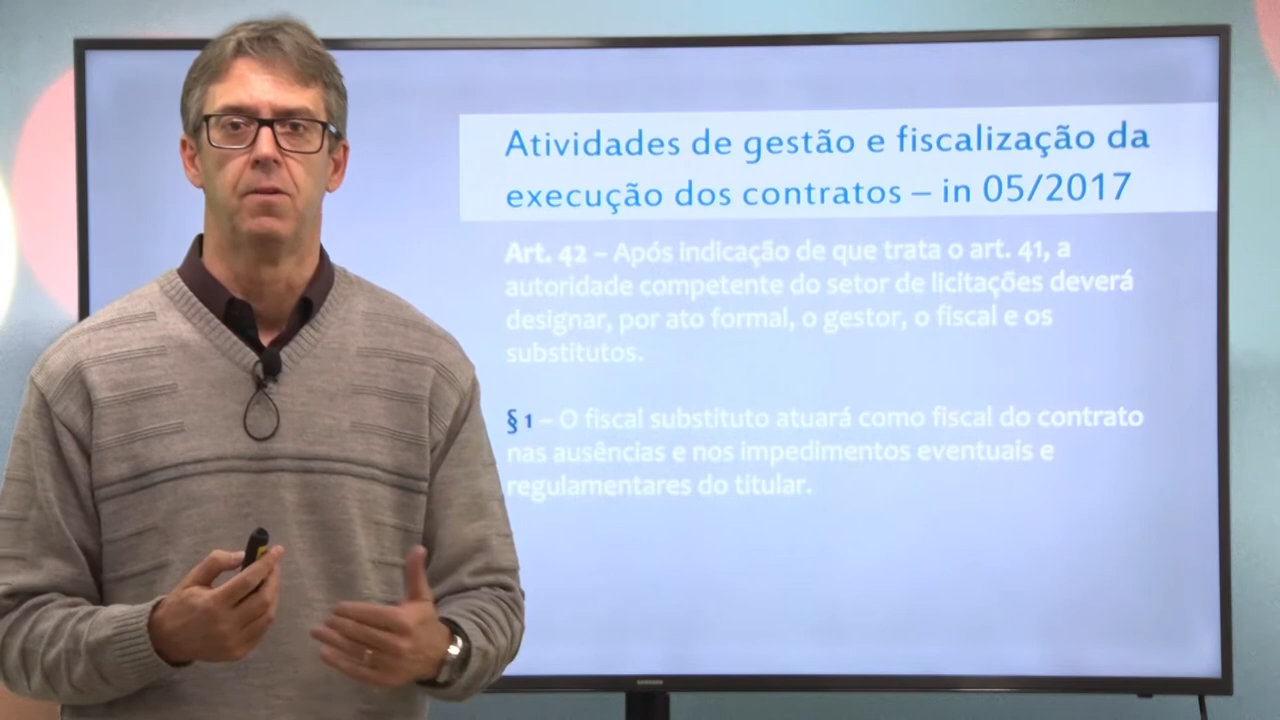 Atividades de gestão e fiscalização da
execução dos contratos – in 05/2017
Art. 42 – Após indicação de que trata o art. 41, a
autoridade competente do setor de licitações deverá
designar, por ato formal, o gestor, o fiscal e os
substitutos.
§ 1 – O fiscal substituto atuará como fiscal do contrato
nas ausências e nos impedimentos eventuais e
regulamentares do titular.
SAMSUNG